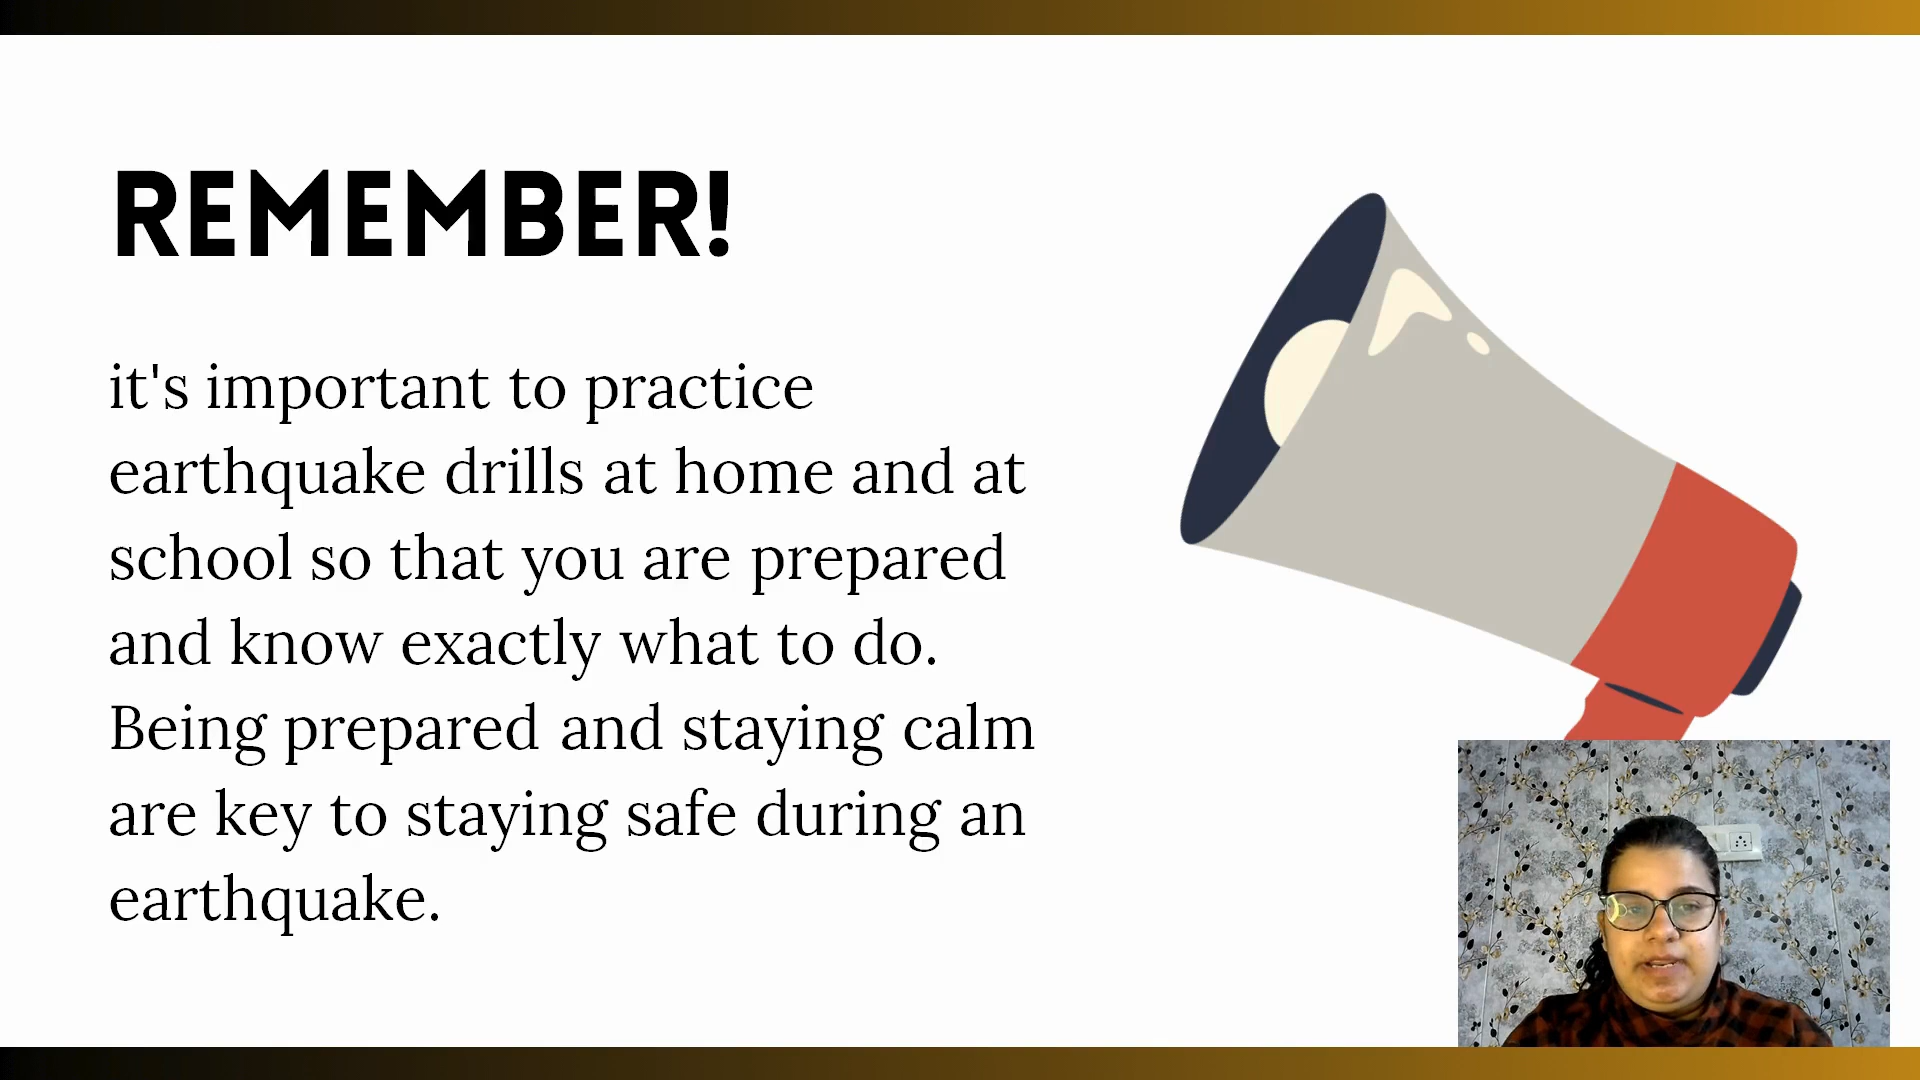 REMEMBER!
it's important to practice
earthquake drills at home and at
school so that you are prepared
and know exactly what to do.
Being prepared and staying calm
are key to staying safe during an
earthquake.